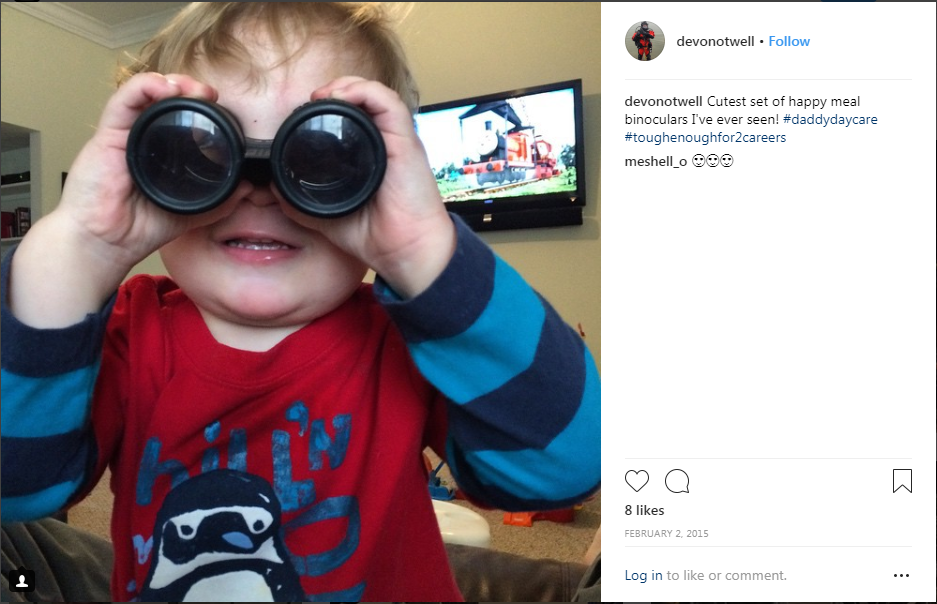 devonotwell • Follow
devonotwell Cutest set of happy meal
binoculars I've ever seen! #daddydaycare
#toughenoughfor2careers
meshell_o 🙄🙄🙄
8 likes
FEBRUARY 2, 2015
Log in to like or comment.
hiLL'N